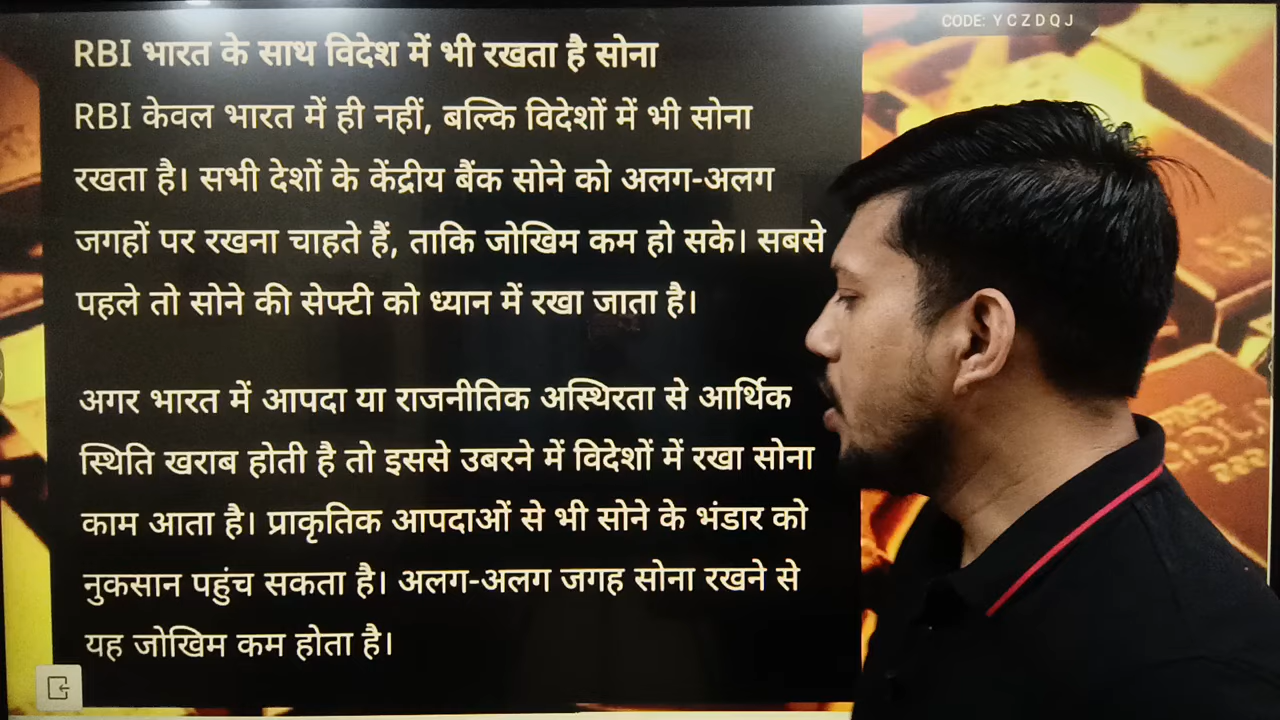 CODE: Y C Z D Q J
RBI भारत के साथ विदेश में भी रखता है सोना
RBI केवल भारत में ही नहीं, बल्कि विदेशों में भी सोना
रखता है। सभी देशों के केंद्रीय बैंक सोने को अलग-अलग
जगहों पर रखना चाहते हैं, ताकि जोखिम कम हो सके। सबसे
पहले तो सोने की सेफ्टी को ध्यान में रखा जाता है।
अगर भारत में आपदा या राजनीतिक अस्थिरता से आर्थिक
स्थिति खराब होती है तो इससे उबरने में विदेशों में रखा सोना
काम आता है। प्राकृतिक आपदाओं से भी सोने के भंडार को
नुकसान पहुंच सकता है। अलग-अलग जगह सोना रखने से
यह जोखिम कम होता है।